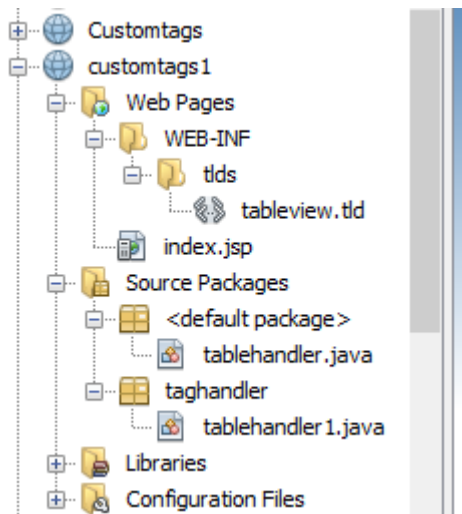 Customtags
customtags1
Web Pages
WEB-INF
tlds
tableview.tld
index.jsp
Source Packages
<default package>
tablehandler.java
taghandler
tablehandler1.java
Libraries
Configuration Files